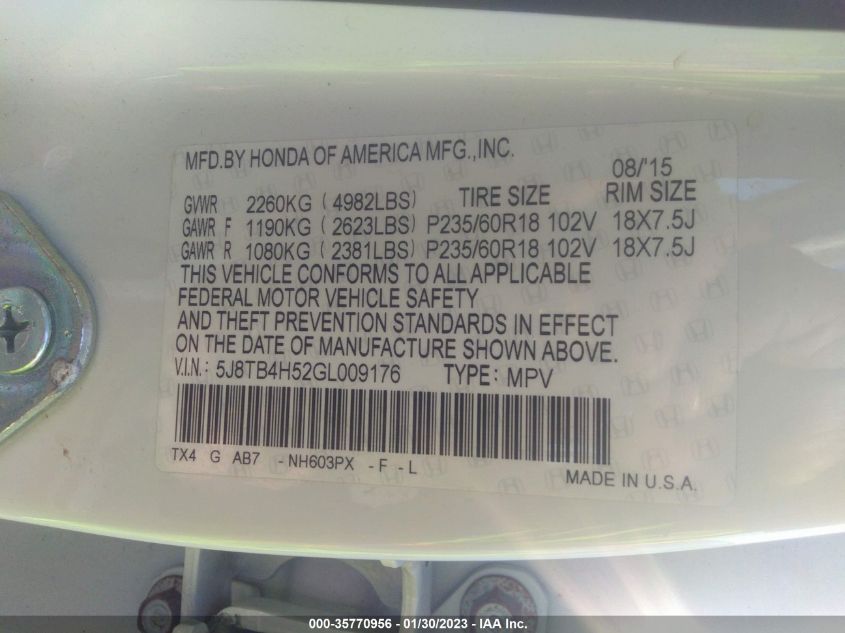 MFD.BY HONDA OF AMERICA MFG.,INC. 08/'15
GVWR 2260KG ( 4982LBS) TIRE SIZE RIM SIZE
GAWR F 1190KG ( 2623LBS) P235/60R18 102V 18X7.5J
GAWR R 1080KG ( 2381LBS) P235/60R18 102V 18X7.5J
THIS VEHICLE CONFORMS TO ALL APPLICABLE
FEDERAL MOTOR VEHICLE SAFETY
AND THEFT PREVENTION STANDARDS IN EFFECT
ON THE DATE OF MANUFACTURE SHOWN ABOVE.
V.I.N.: 5J8TB4H52GL009176 TYPE: MPV
TX4 G AB7 -NH603PX -F -L
MADE IN U.S.A.
000-35770956 - 01/30/2023 - IAA Inc.